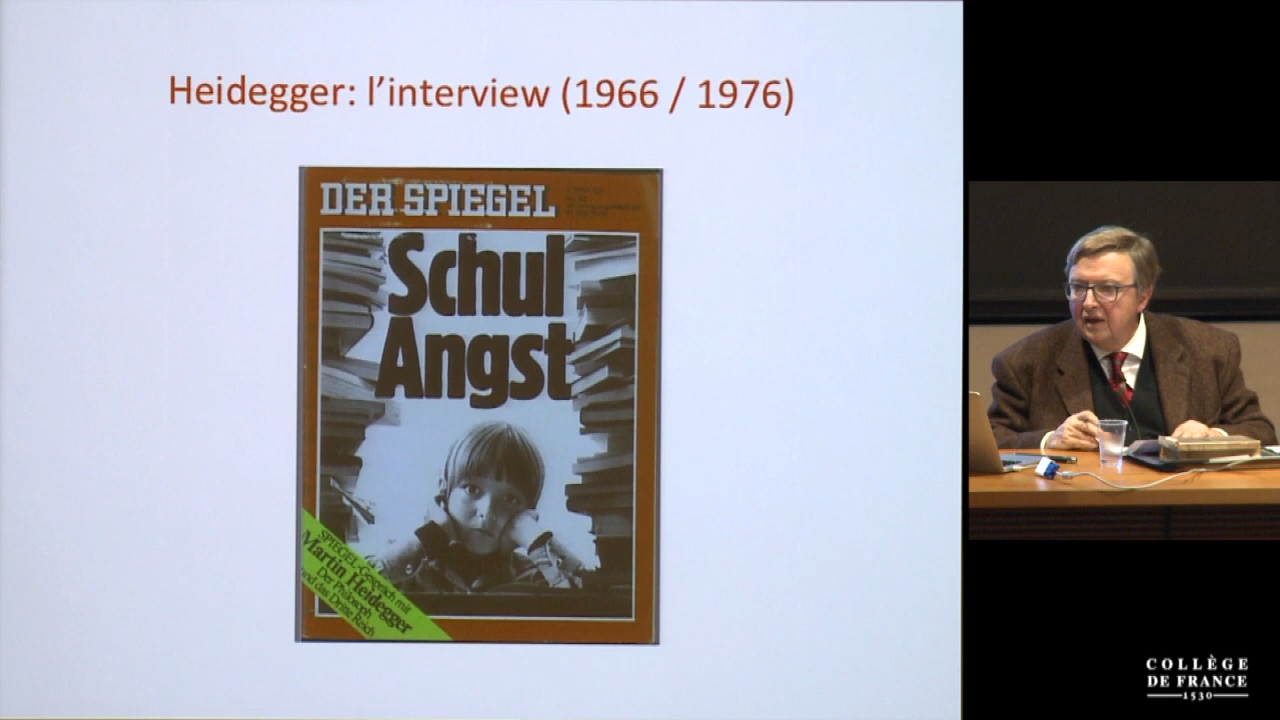 Heidegger: l’interview (1966 / 1976)
DER SPIEGEL
Schul
Angst
SPIEGEL-Gespräch mit
Martin Heidegger
Der Philosoph
und das Dritte Reich
COLLÈGE
DE FRANCE
1530